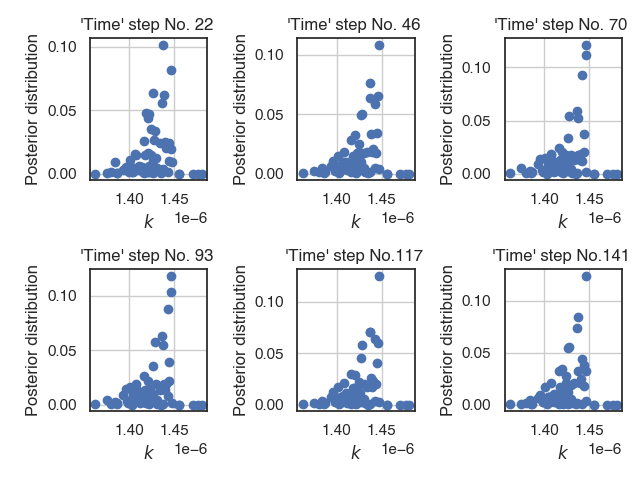 'Time' step No. 22
Posterior distribution
0.10
0.05
0.00
1.40 1.45
1e−6
k
'Time' step No. 46
Posterior distribution
0.10
0.05
0.00
1.40 1.45
1e−6
k
'Time' step No. 70
Posterior distribution
0.10
0.05
0.00
1.40 1.45
1e−6
k
'Time' step No. 93
Posterior distribution
0.10
0.05
0.00
1.40 1.45
1e−6
k
'Time' step No.117
Posterior distribution
0.10
0.05
0.00
1.40 1.45
1e−6
k
'Time' step No.141
Posterior distribution
0.10
0.05
0.00
1.40 1.45
1e−6
k